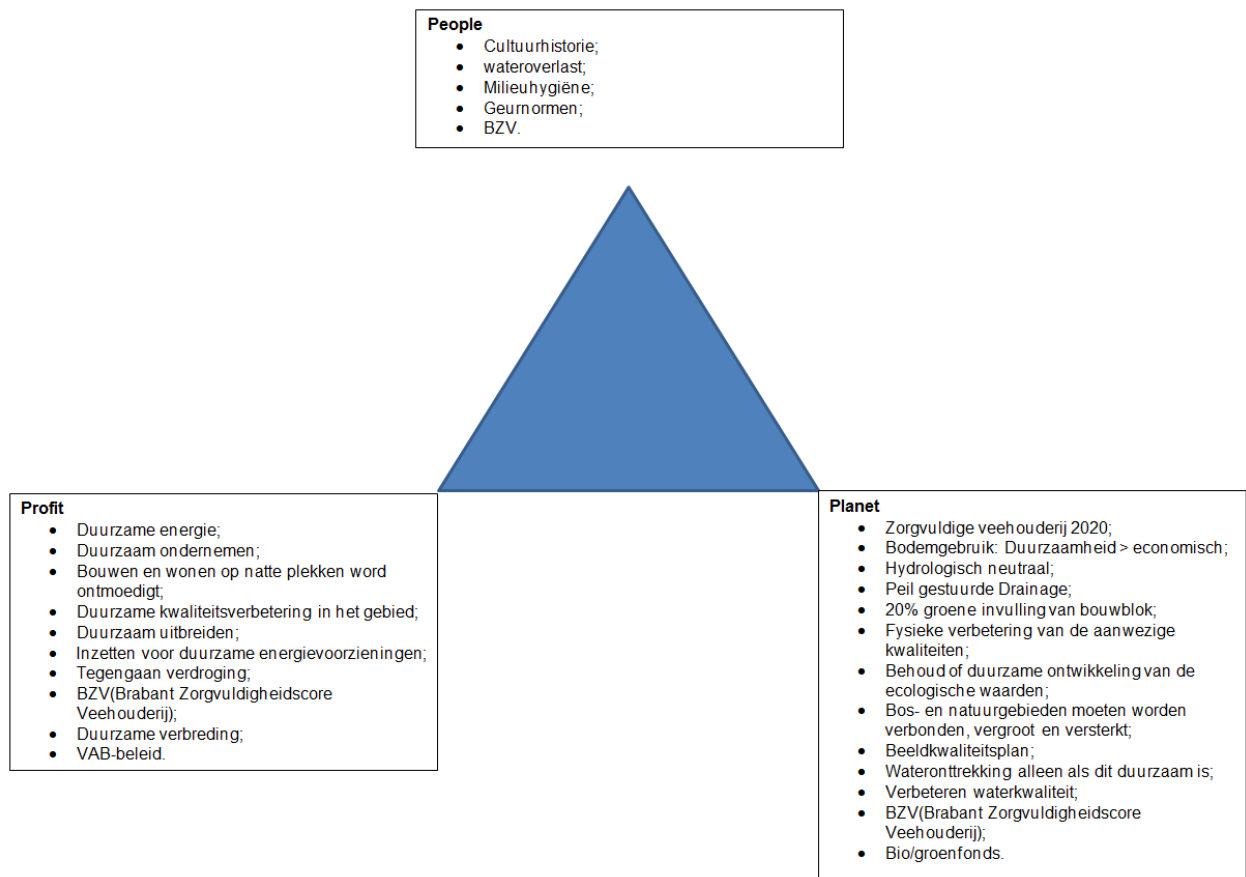 People
• Cultuurhistorie;
• wateroverlast;
• Milieuhygiëne;
• Geurnormen;
• BZV.
Profit
• Duurzame energie;
• Duurzaam ondernemen;
• Bouwen en wonen op natte plekken word
ontmoedigt;
• Duurzame kwaliteitsverbetering in het gebied;
• Duurzaam uitbreiden;
• Inzetten voor duurzame energievoorzieningen;
• Tegengaan verdroging;
• BZV(Brabant Zorgvuldigheidscore
Veehouderij);
• Duurzame verbreding;
• VAB-beleid.
Planet
• Zorgvuldige veehouderij 2020;
• Bodemgebruik: Duurzaamheid > economisch;
• Hydrologisch neutraal;
• Peil gestuurde Drainage;
• 20% groene invulling van bouwblok;
• Fysieke verbetering van de aanwezige
kwaliteiten;
• Behoud of duurzame ontwikkeling van de
ecologische waarden;
• Bos- en natuurgebieden moeten worden
verbonden, vergroot en versterkt;
• Beeldkwaliteitsplan;
• Wateronttrekking alleen als dit duurzaam is;
• Verbeteren waterkwaliteit;
• BZV(Brabant Zorgvuldigheidscore
Veehouderij);
• Bio/groenfonds.